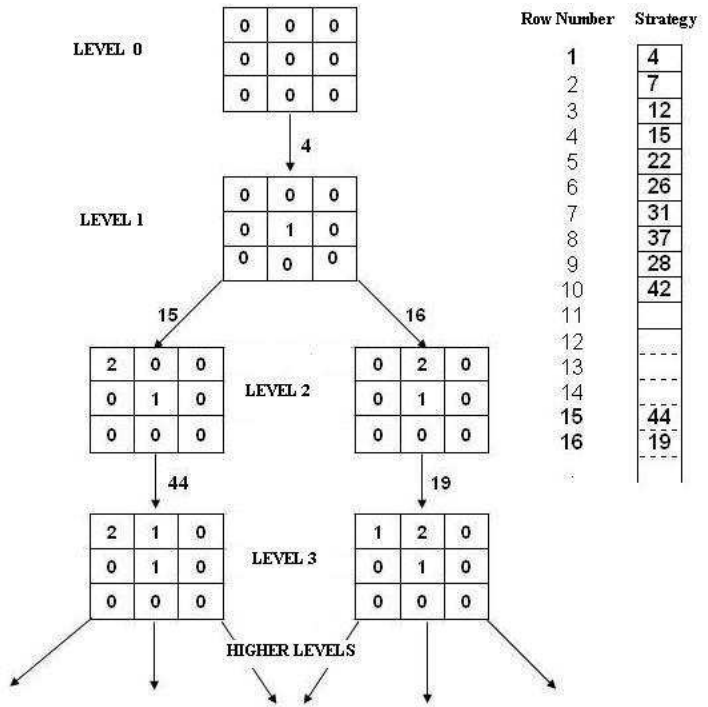 Row Number Strategy
LEVEL 0
0 0 0
0 0 0
0 0 0
4
LEVEL 1
0 0 0
0 1 0
0 0 0
15 16
2 0 0
0 1 0
0 0 0
LEVEL 2
0 2 0
0 1 0
0 0 0
44 19
2 1 0
0 1 0
0 0 0
LEVEL 3
1 2 0
0 1 0
0 0 0
HIGHER LEVELS
1 4
2 7
3 12
4 15
5 22
6 26
7 31
8 37
9 28
10 42
11
12
13
14
15 44
16 19
.